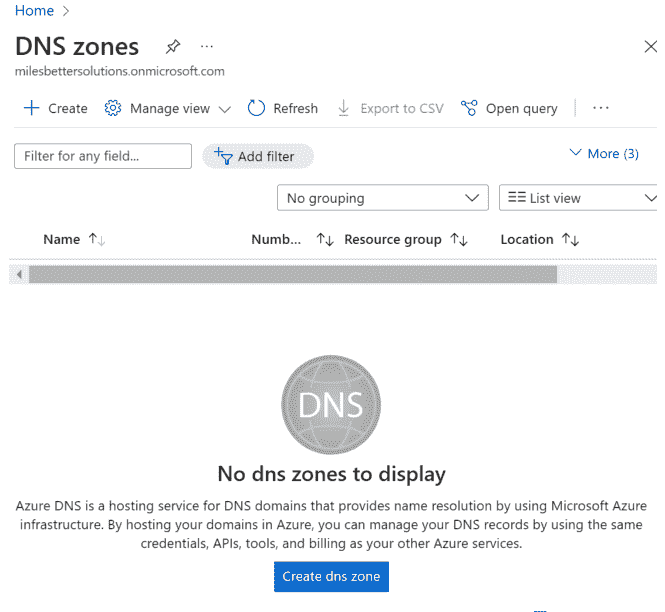 Home >
DNS zones ...
milesbettersolutions.onmicrosoft.com
+ Create Manage view Refresh Export to CSV Open query ...
Filter for any field... Add filter More (3)
No grouping List view
Name ↑↓ Numb... ↑↓ Resource group ↑↓ Location ↑↓
DNS
No dns zones to display
Azure DNS is a hosting service for DNS domains that provides name resolution by using Microsoft Azure
infrastructure. By hosting your domains in Azure, you can manage your DNS records by using the same
credentials, APIs, tools, and billing as your other Azure services.
Create dns zone